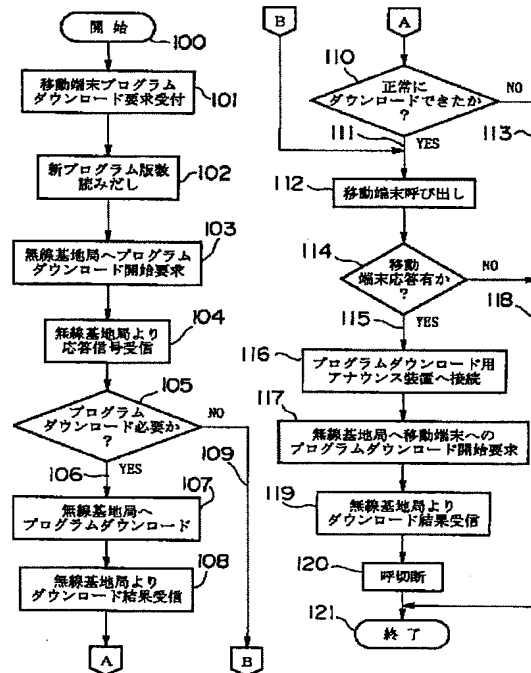 開始
100
移動端末プログラム
ダウンロード要求受付
101
新プログラム版数
読みだし
102
103
無線基地局へプログラム
ダウンロード開始要求
104
無線基地局より
応答信号受信
105
プログラム
ダウンロード必要か
?
NO
106
YES
109
107
無線基地局へ
プログラムダウンロード
108
無線基地局より
ダウンロード結果受信
A
B
B
A
110
正常に
ダウンロードできたか
?
NO
111
YES
113
112
移動端末呼び出し
114
移動
端末応答有か
?
NO
115
YES
118
116
プログラムダウンロード用
アナウンス装置へ接続
117
無線基地局へ移動端末への
プログラムダウンロード開始要求
119
無線基地局より
ダウンロード結果受信
120
呼切断
121
終了